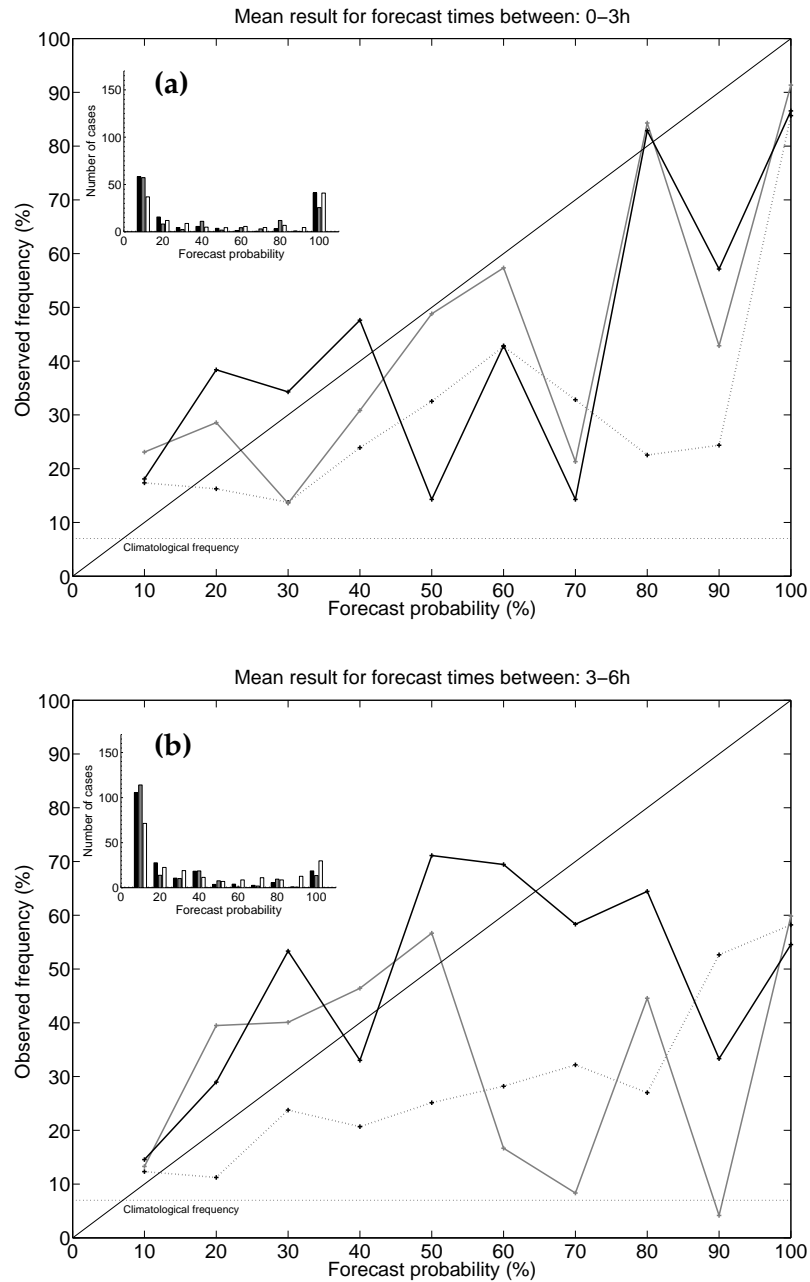 Mean result for forecast times between: 0–3h
100
90
80
70
60
50
40
30
20
10
0
Observed frequency (%)
(a)
150
100
50
0
Number of cases
0 20 40 60 80 100
Forecast probability
Climatological frequency
0 10 20 30 40 50 60 70 80 90 100
Forecast probability (%)
Mean result for forecast times between: 3–6h
100
90
80
70
60
50
40
30
20
10
0
Observed frequency (%)
(b)
150
100
50
0
Number of cases
0 20 40 60 80 100
Forecast probability
Climatological frequency
0 10 20 30 40 50 60 70 80 90 100
Forecast probability (%)